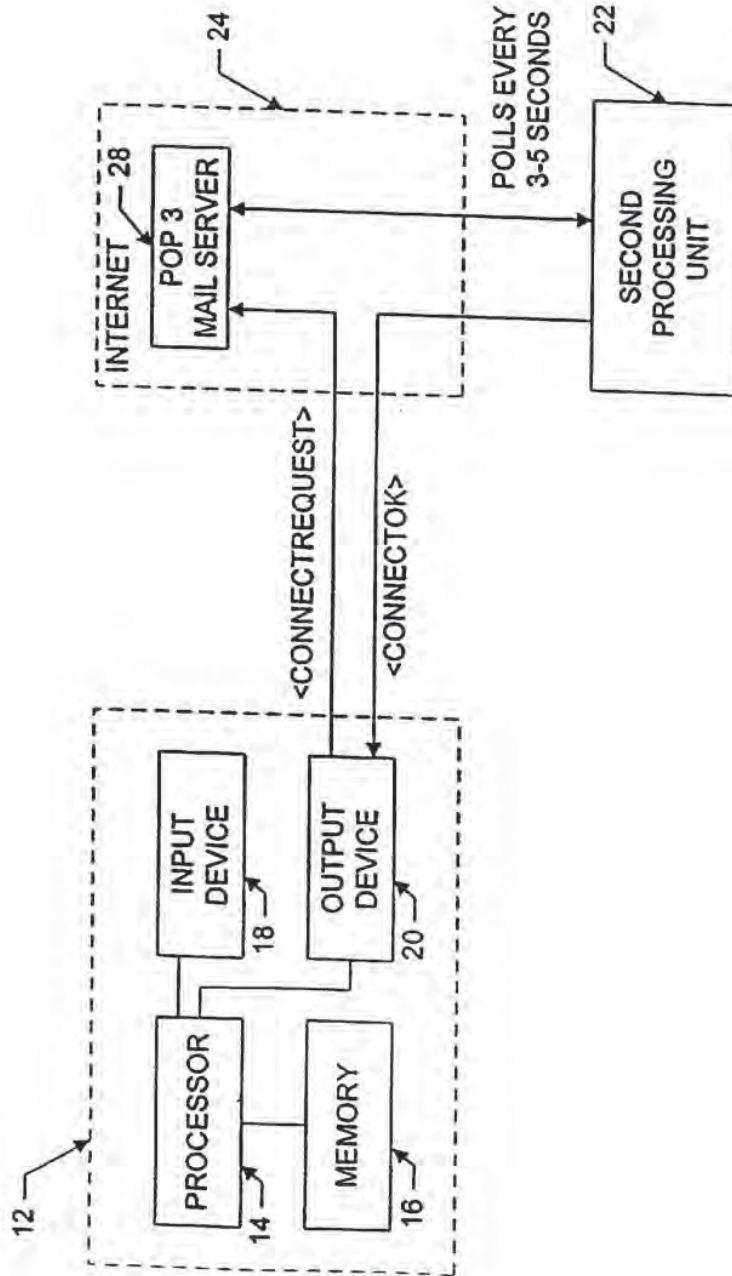 12
PROCESSOR
14
MEMORY
16
INPUT
DEVICE
18
OUTPUT
DEVICE
20
<CONNECTREQUEST>
<CONNECTOK>
24
INTERNET
28
POP 3
MAIL SERVER
POLLS EVERY
3-5 SECONDS
22
SECOND
PROCESSING
UNIT